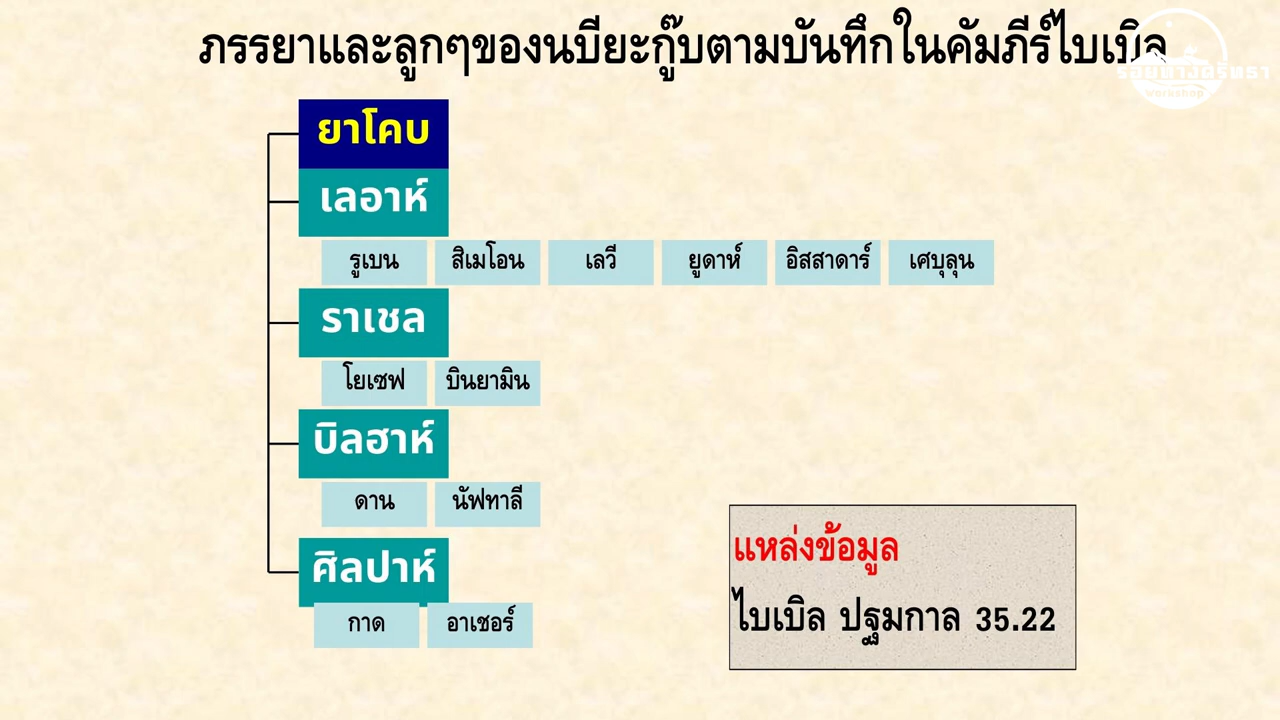 ภรรยาและลูกๆของนบียะกู๊บตามบันทึกในคัมภีร์ไบเบิล
workshop
ยาโคบ
เลอาห์
รูเบน สิเมโอน เลวี ยูดาห์ อิสสาดาร์ เศบุลุน
ราเชล
โยเซฟ บินยามิน
บิลฮาห์
ดาน นัฟทาลี
ศิลปาห์
กาด อาเชอร์
แหล่งข้อมูล
ไบเบิล ปฐมกาล 35.22